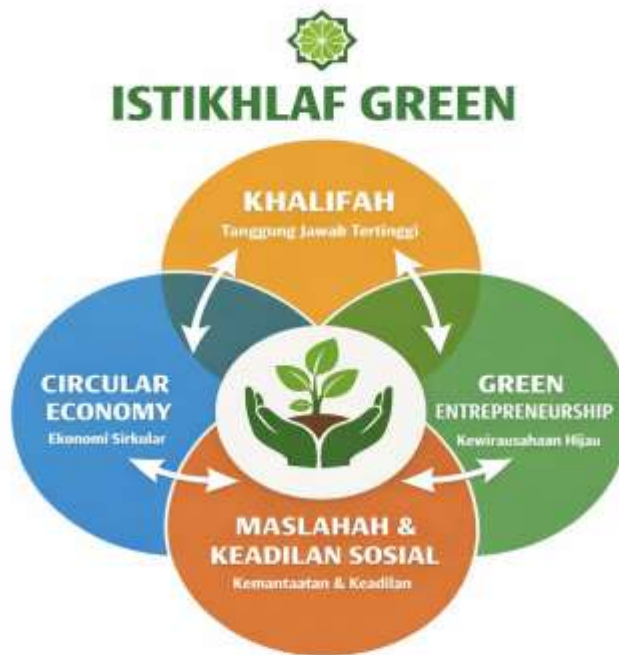 ISTIKHLAF GREEN
KHALIFAH
Tanggung Jawab Tertinggi
CIRCULAR
ECONOMY
Ekonomi Sirkular
GREEN
ENTREPRENEURSHIP
Kewirausahaan Hijau
MASLAHAH &
KEADILAN SOSIAL
Kemantaatan & Keadilan